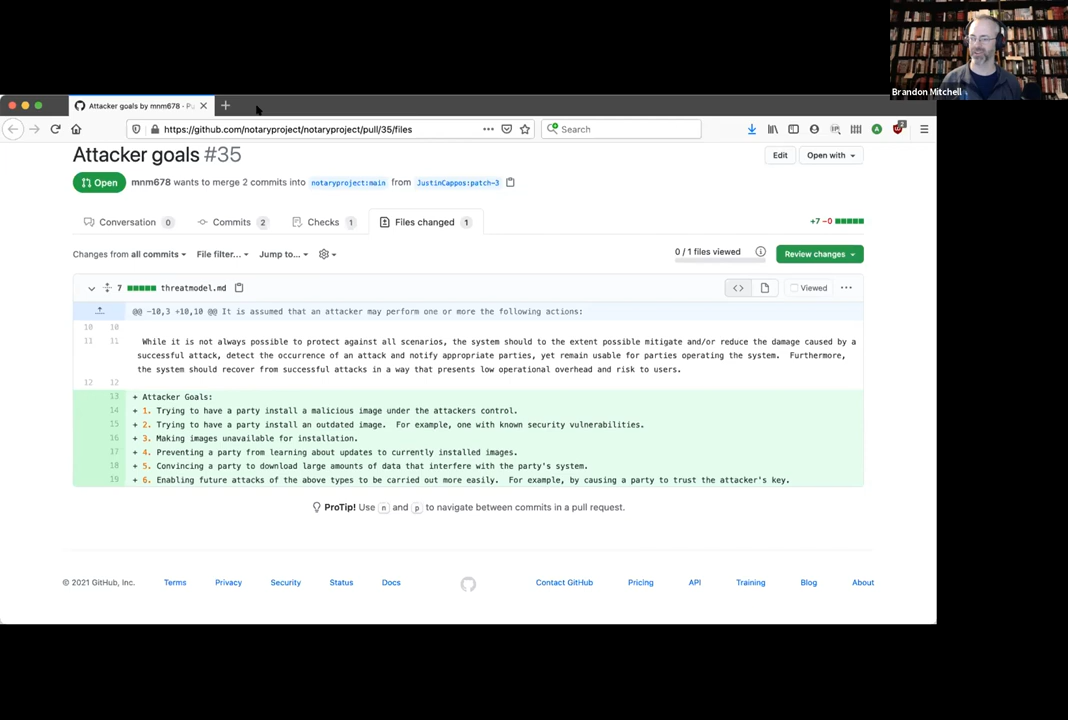 Brandon Mitchell
Attacker goals by mnm678 · Pu
https://github.com/notaryproject/notaryproject/pull/35/files
Search
2
Attacker goals #35
Edit
Open with
Open
mnm678 wants to merge 2 commits into notaryproject:main from JustinCappos:patch-3
Conversation 0
Commits 2
Checks 1
Files changed 1
+7 −0
Changes from all commits
File filter...
Jump to...
0 / 1 files viewed
Review changes
7 threatmodel.md
Viewed
@@ -10,3 +10,10 @@ It is assumed that an attacker may perform one or more the following actions:
10 10
11 11 While it is not always possible to protect against all scenarios, the system should to the extent possible mitigate and/or reduce the damage caused by a
successful attack, detect the occurrence of an attack and notify appropriate parties, yet remain usable for parties operating the system. Furthermore,
the system should recover from successful attacks in a way that presents low operational overhead and risk to users.
12 12
13 + Attacker Goals:
14 + 1. Trying to have a party install a malicious image under the attackers control.
15 + 2. Trying to have a party install an outdated image. For example, one with known security vulnerabilities.
16 + 3. Making images unavailable for installation.
17 + 4. Preventing a party from learning about updates to currently installed images.
18 + 5. Convincing a party to download large amounts of data that interfere with the party's system.
19 + 6. Enabling future attacks of the above types to be carried out more easily. For example, by causing a party to trust the attacker's key.
ProTip! Use n and p to navigate between commits in a pull request.
© 2021 GitHub, Inc.
Terms
Privacy
Security
Status
Docs
Contact GitHub
Pricing
API
Training
Blog
About